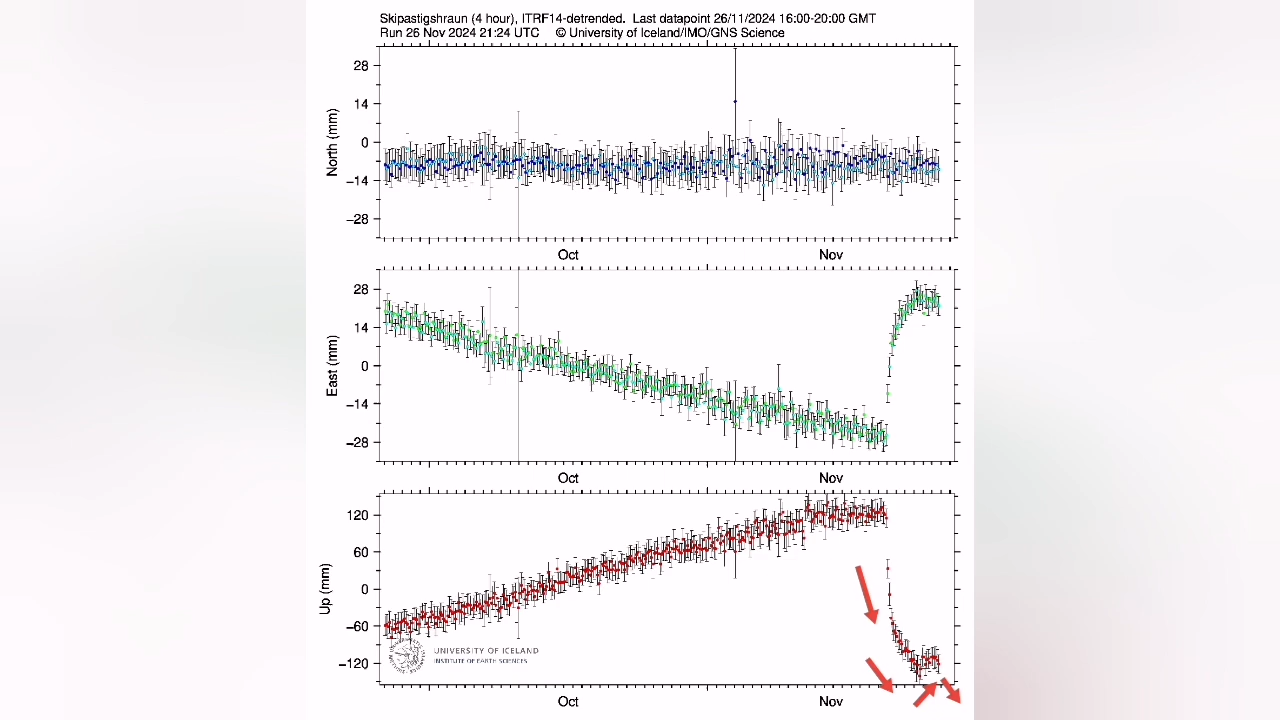 Skipastigshraun (4 hour), ITRF14-detrended. Last datapoint 26/11/2024 16:00-20:00 GMT
Run 26 Nov 2024 21:24 UTC © University of Iceland/IMO/GNS Science
28
14
0
−14
−28
North (mm)
Oct Nov
28
14
0
−14
−28
East (mm)
Oct Nov
120
60
0
−60
−120
Up (mm)
UNIVERSITY OF ICELAND
INSTITUTE OF EARTH SCIENCES
Oct Nov